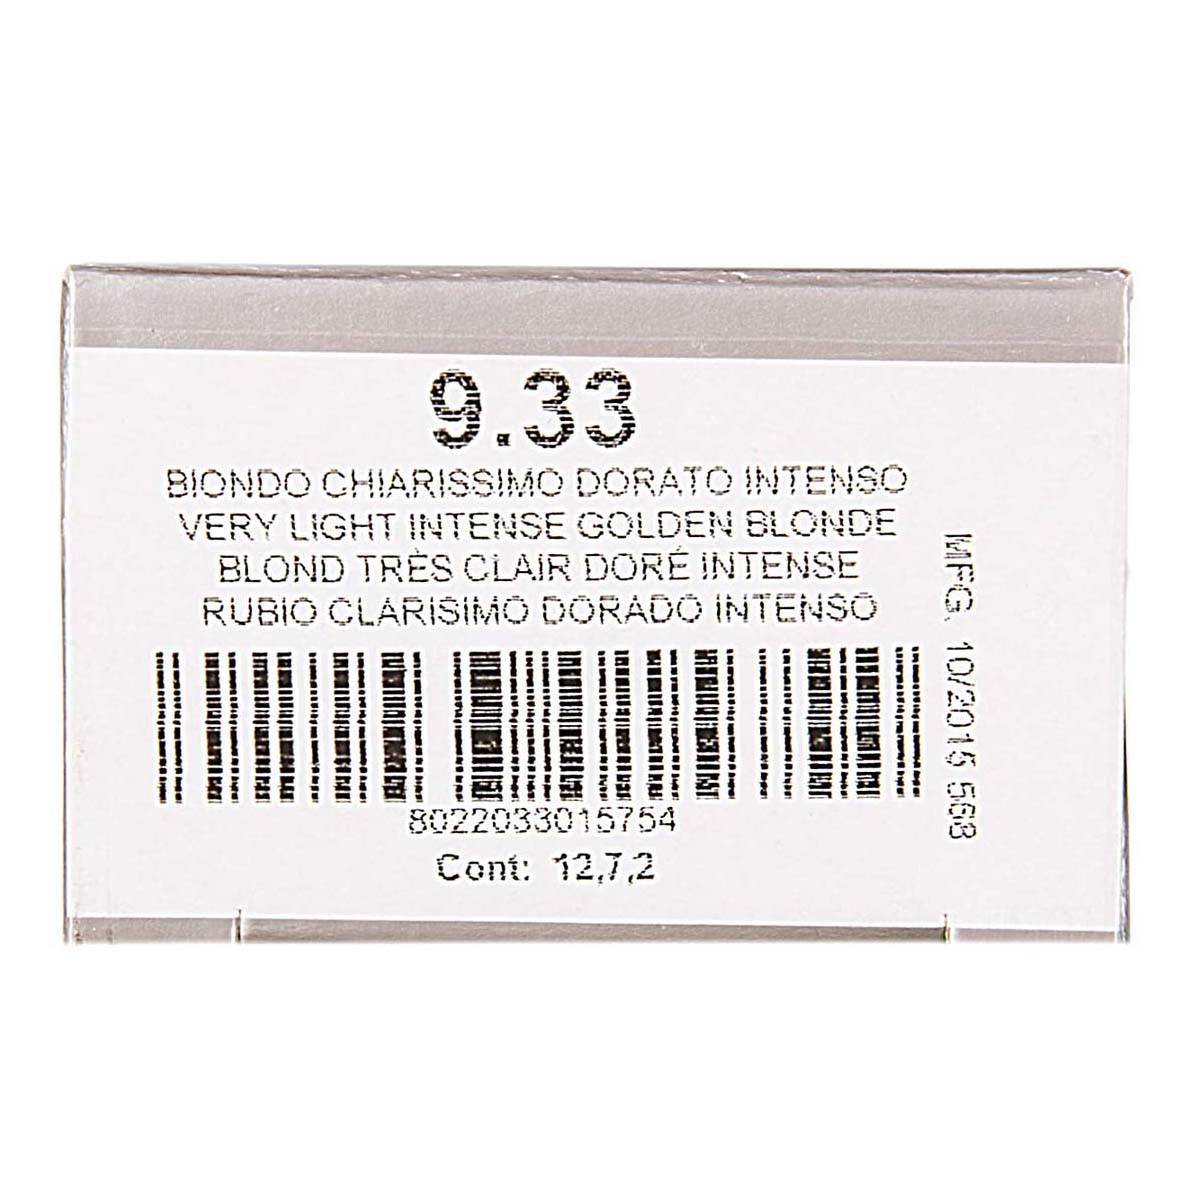 9.33
BIONDO CHIARISSIMO DORATO INTENSO
VERY LIGHT INTENSE GOLDEN BLONDE
BLOND TRÈS CLAIR DORÉ INTENSE
RUBIO CLARISIMO DORADO INTENSO
8022033015754
Cont: 12,7,2
MFG. 10/2015 568